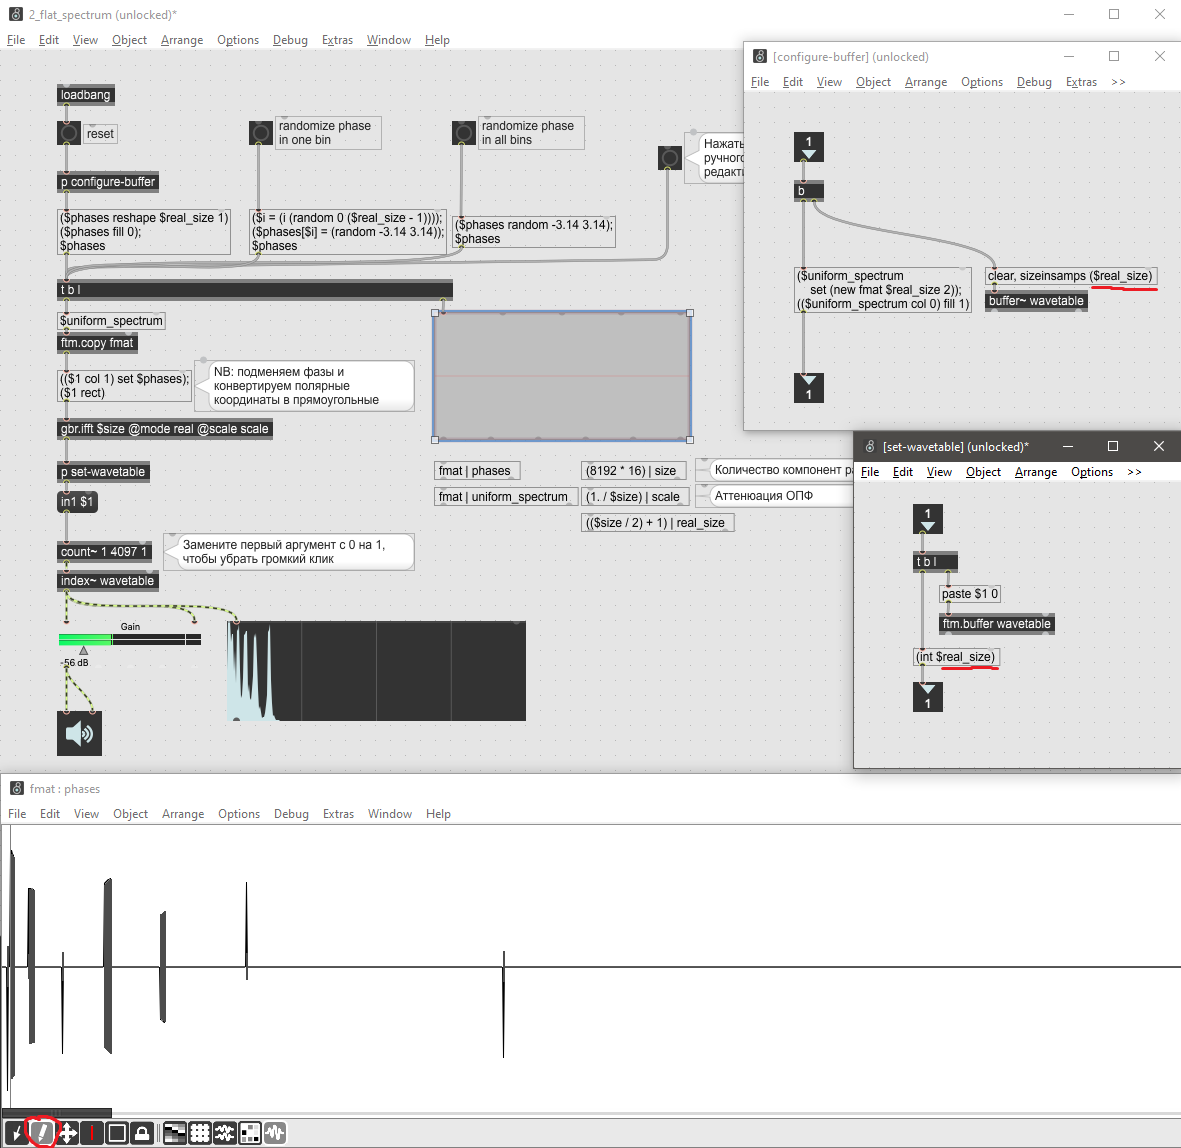 2_flat_spectrum (unlocked)*
File Edit View Object Arrange Options Debug Extras Window Help
loadbang
reset
randomize phase
in one bin
randomize phase
in all bins
Нажать
ручного
редакти
p configure-buffer
($phases reshape $real_size 1)
($phases fill 0);
$phases
($i = (i (random 0 ($real_size - 1))));
($phases[$i] = (random -3.14 3.14));
$phases
($phases random -3.14 3.14);
$phases
t b l
$uniform_spectrum
ftm.copy fmat
(($1 col 1) set $phases);
($1 rect)
NB: подменяем фазы и
конвертируем полярные
координаты в прямоугольные
gbr.ifft $size @mode real @scale scale
p set-wavetable
in1 $1
count~ 1 4097 1
Замените первый аргумент с 0 на 1,
чтобы убрать громкий клик
index~ wavetable
Gain
-56 dB
fmat | phases
(8192 * 16) | size
Количество компонент
fmat | uniform_spectrum
(1. / $size) | scale
Аттенюация ОПФ
(($size / 2) + 1) | real_size
[configure-buffer] (unlocked)
File Edit View Object Arrange Options Debug Extras >>
1
b
($uniform_spectrum
set (new fmat $real_size 2));
(($uniform_spectrum col 0) fill 1)
clear, sizeinsamps ($real_size)
buffer~ wavetable
1
[set-wavetable] (unlocked)*
File Edit View Object Arrange Options >>
1
t b l
paste $1 0
ftm.buffer wavetable
(int $real_size)
1
fmat : phases
File Edit View Object Arrange Options Debug Extras Window Help